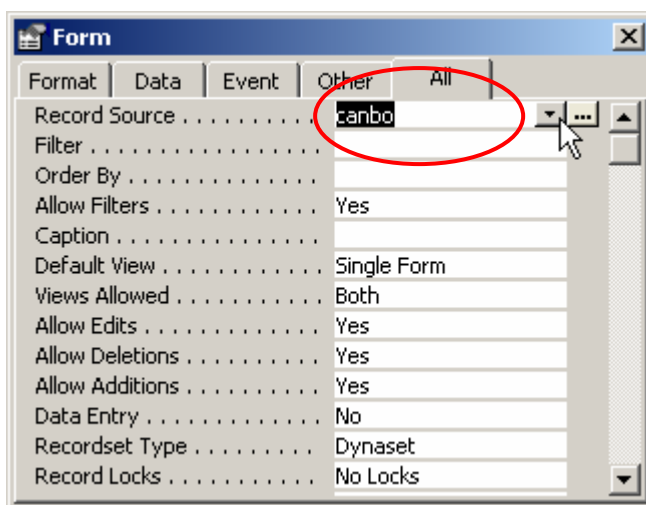 Form
Format Data Event Other All
Record Source . . . . . . . . . . canbo ...
Filter . . . . . . . . . . . . . . . . . .
Order By . . . . . . . . . . . . . . .
Allow Filters . . . . . . . . . . . . . Yes
Caption . . . . . . . . . . . . . . . .
Default View . . . . . . . . . . . . Single Form
Views Allowed . . . . . . . . . . . Both
Allow Edits . . . . . . . . . . . . . . Yes
Allow Deletions . . . . . . . . . . Yes
Allow Additions . . . . . . . . . . Yes
Data Entry . . . . . . . . . . . . . . No
Recordset Type . . . . . . . . . Dynaset
Record Locks . . . . . . . . . . . . No Locks